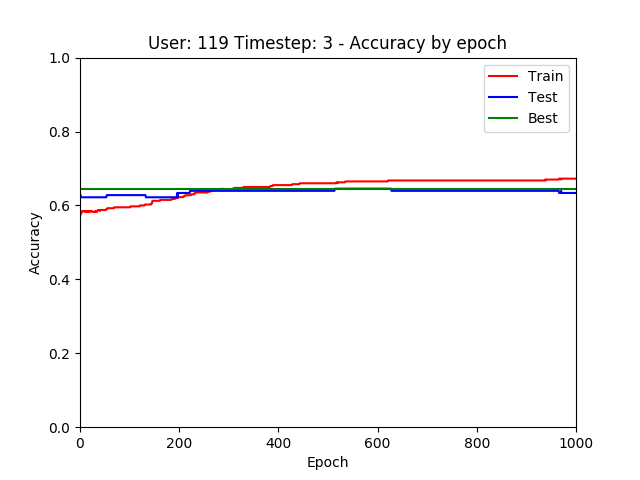 User: 119 Timestep: 3 - Accuracy by epoch
1.0
0.8
0.6
0.4
0.2
0.0
Accuracy
Train
Test
Best
0 200 400 600 800 1000
Epoch